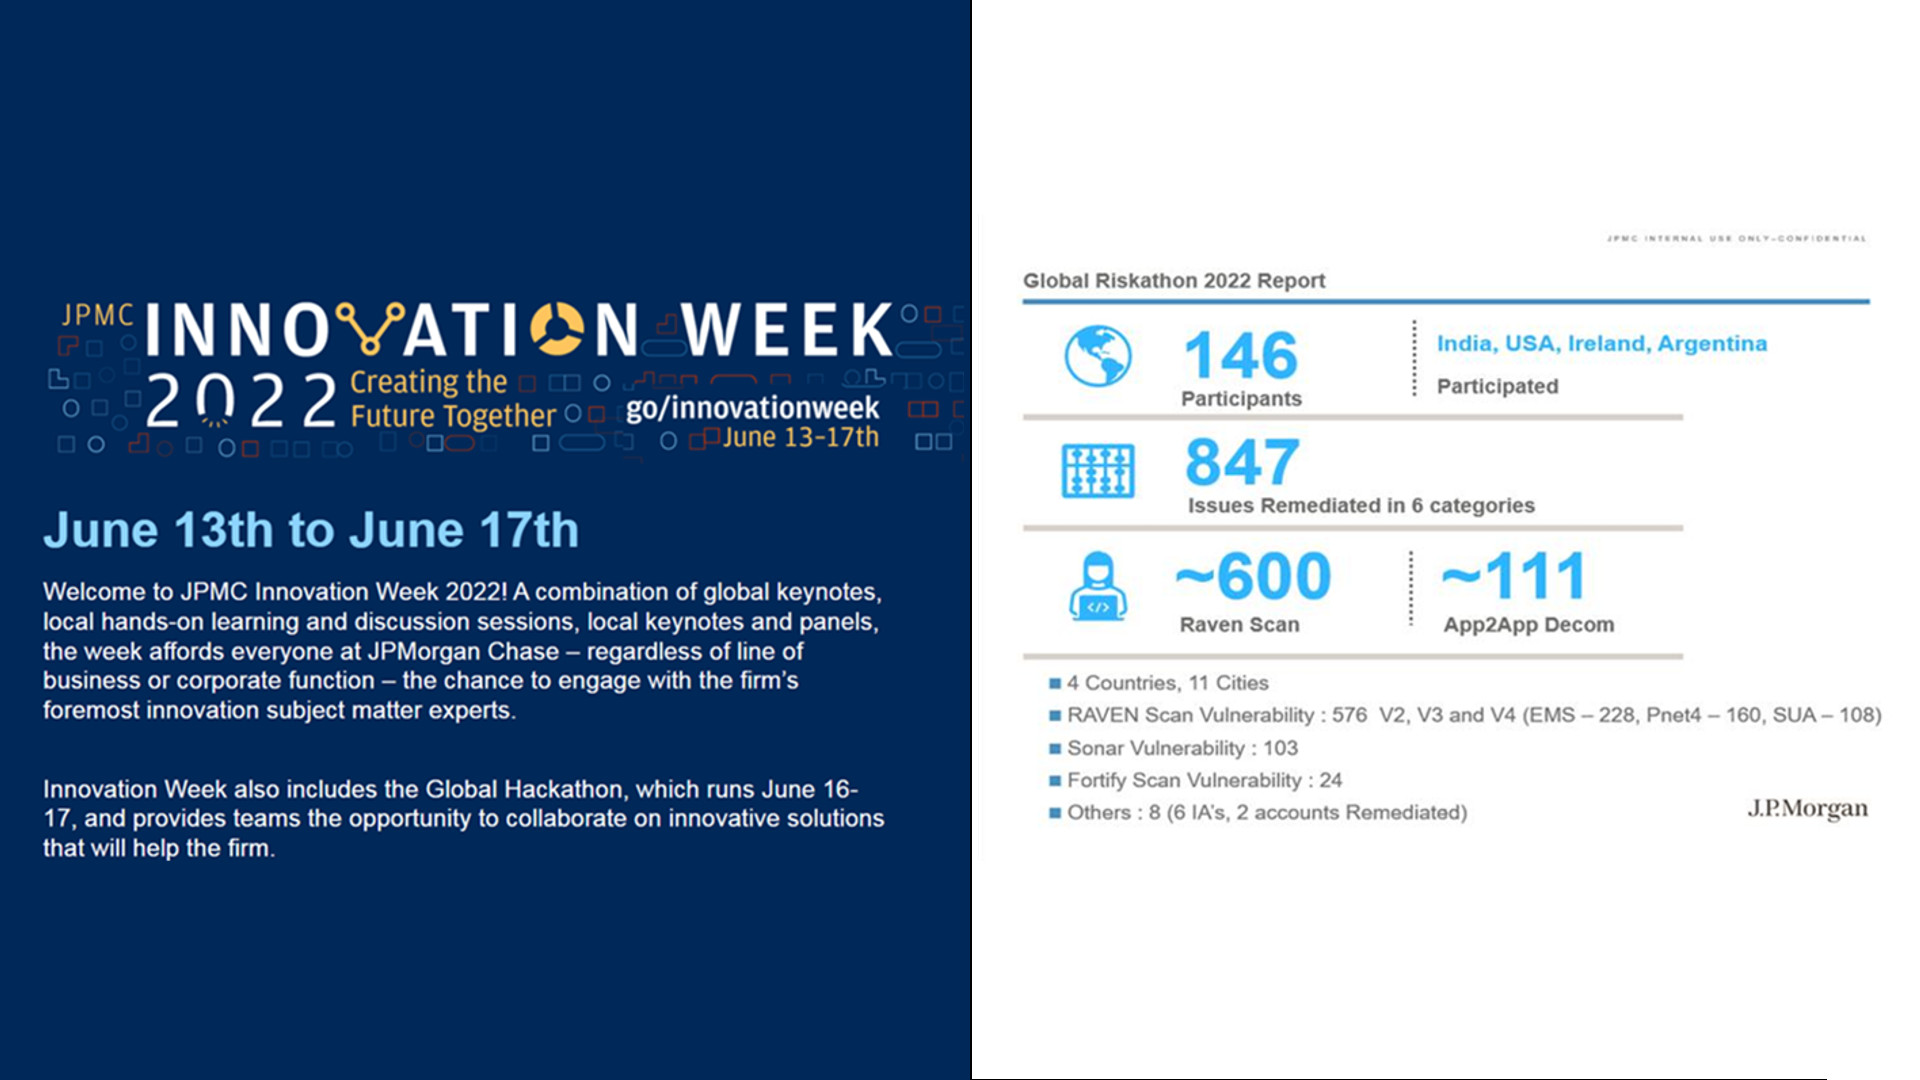 JPMC INNOVATION WEEK
2022 Creating the
Future Together
go/innovationweek
June 13-17th
June 13th to June 17th
Welcome to JPMC Innovation Week 2022! A combination of global keynotes,
local hands-on learning and discussion sessions, local keynotes and panels,
the week affords everyone at JPMorgan Chase – regardless of line of
business or corporate function – the chance to engage with the firm's
foremost innovation subject matter experts.
Innovation Week also includes the Global Hackathon, which runs June 16-
17, and provides teams the opportunity to collaborate on innovative solutions
that will help the firm.
JPMC INTERNAL USE ONLY–CONFIDENTIAL
Global Riskathon 2022 Report
146
Participants
India, USA, Ireland, Argentina
Participated
847
Issues Remediated in 6 categories
~600
Raven Scan
</>
~111
App2App Decom
4 Countries, 11 Cities
RAVEN Scan Vulnerability : 576 V2, V3 and V4 (EMS – 228, Pnet4 – 160, SUA – 108)
Sonar Vulnerability : 103
Fortify Scan Vulnerability : 24
Others : 8 (6 IA's, 2 accounts Remediated)
J.P.Morgan